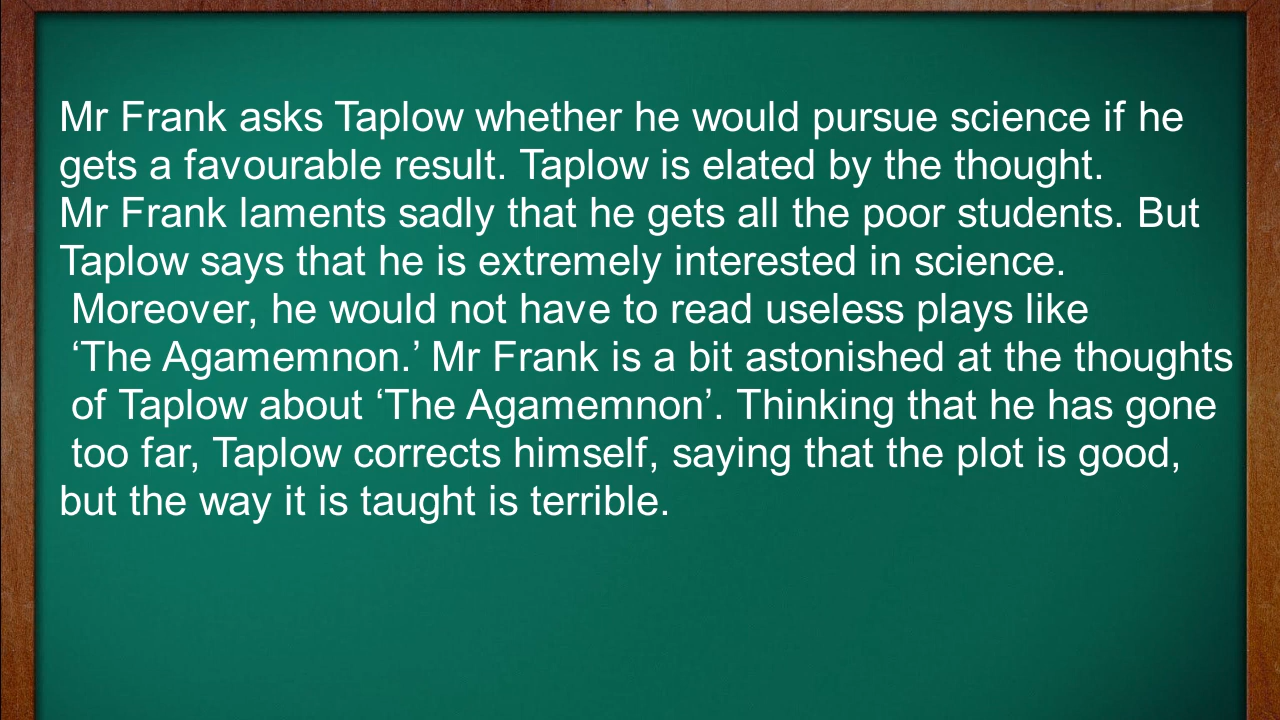 Mr Frank asks Taplow whether he would pursue science if he
gets a favourable result. Taplow is elated by the thought.
Mr Frank laments sadly that he gets all the poor students. But
Taplow says that he is extremely interested in science.
Moreover, he would not have to read useless plays like
‘The Agamemnon.’ Mr Frank is a bit astonished at the thoughts
of Taplow about ‘The Agamemnon’. Thinking that he has gone
too far, Taplow corrects himself, saying that the plot is good,
but the way it is taught is terrible.